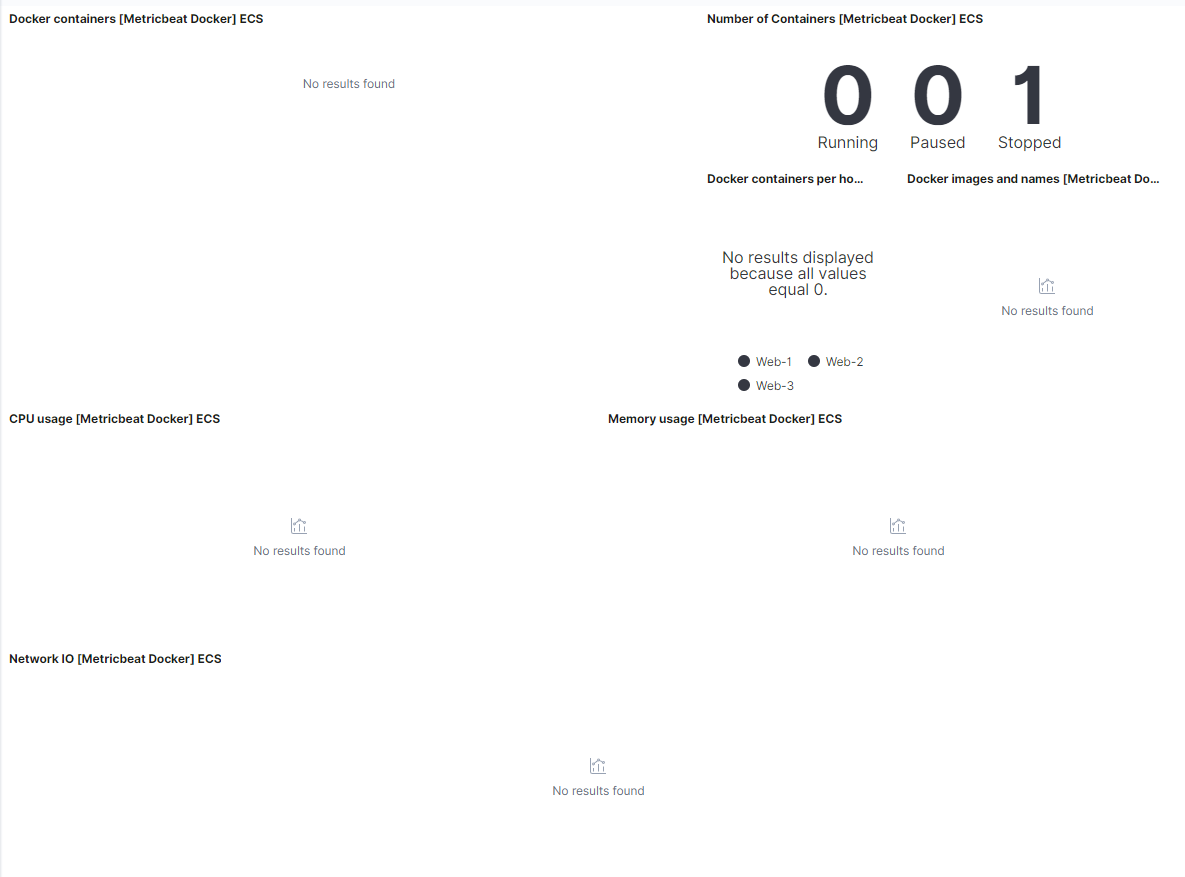 Docker containers [Metricbeat Docker] ECS
No results found
Number of Containers [Metricbeat Docker] ECS
0 0 1
Running Paused Stopped
Docker containers per ho...
No results displayed
because all values
equal 0.
Web-1 Web-2
Web-3
Docker images and names [Metricbeat Do...
No results found
CPU usage [Metricbeat Docker] ECS
No results found
Memory usage [Metricbeat Docker] ECS
No results found
Network IO [Metricbeat Docker] ECS
No results found